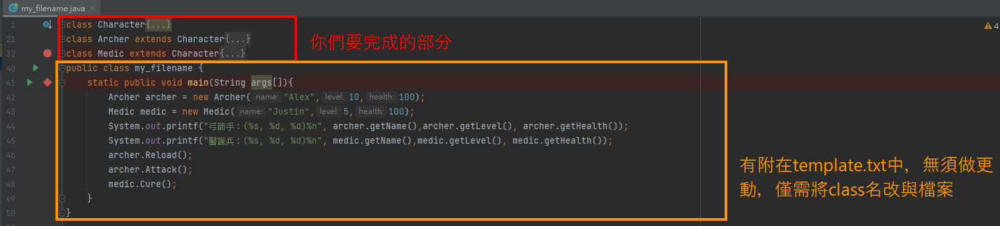 my_filename.java
1 class Character{...}
21 class Archer extends Character{...}
32 class Medic extends Character{...}
你們要完成的部分
4
40 public class my_filename {
41 static public void main(String args[]){
42 Archer archer = new Archer( name: "Alex", level: 10, health: 100);
43 Medic medic = new Medic( name: "Justin", level: 5, health: 100);
44 System.out.printf("弓箭手：(%s, %d, %d)%n", archer.getName(),archer.getLevel(), archer.getHealth());
45 System.out.printf("醫護兵：(%s, %d, %d)%n", medic.getName(),medic.getLevel(), medic.getHealth());
46 archer.Reload();
47 archer.Attack();
48 medic.Cure();
49 }
50 }
有附在template.txt中，無須做更
動，僅需將class名改與檔案